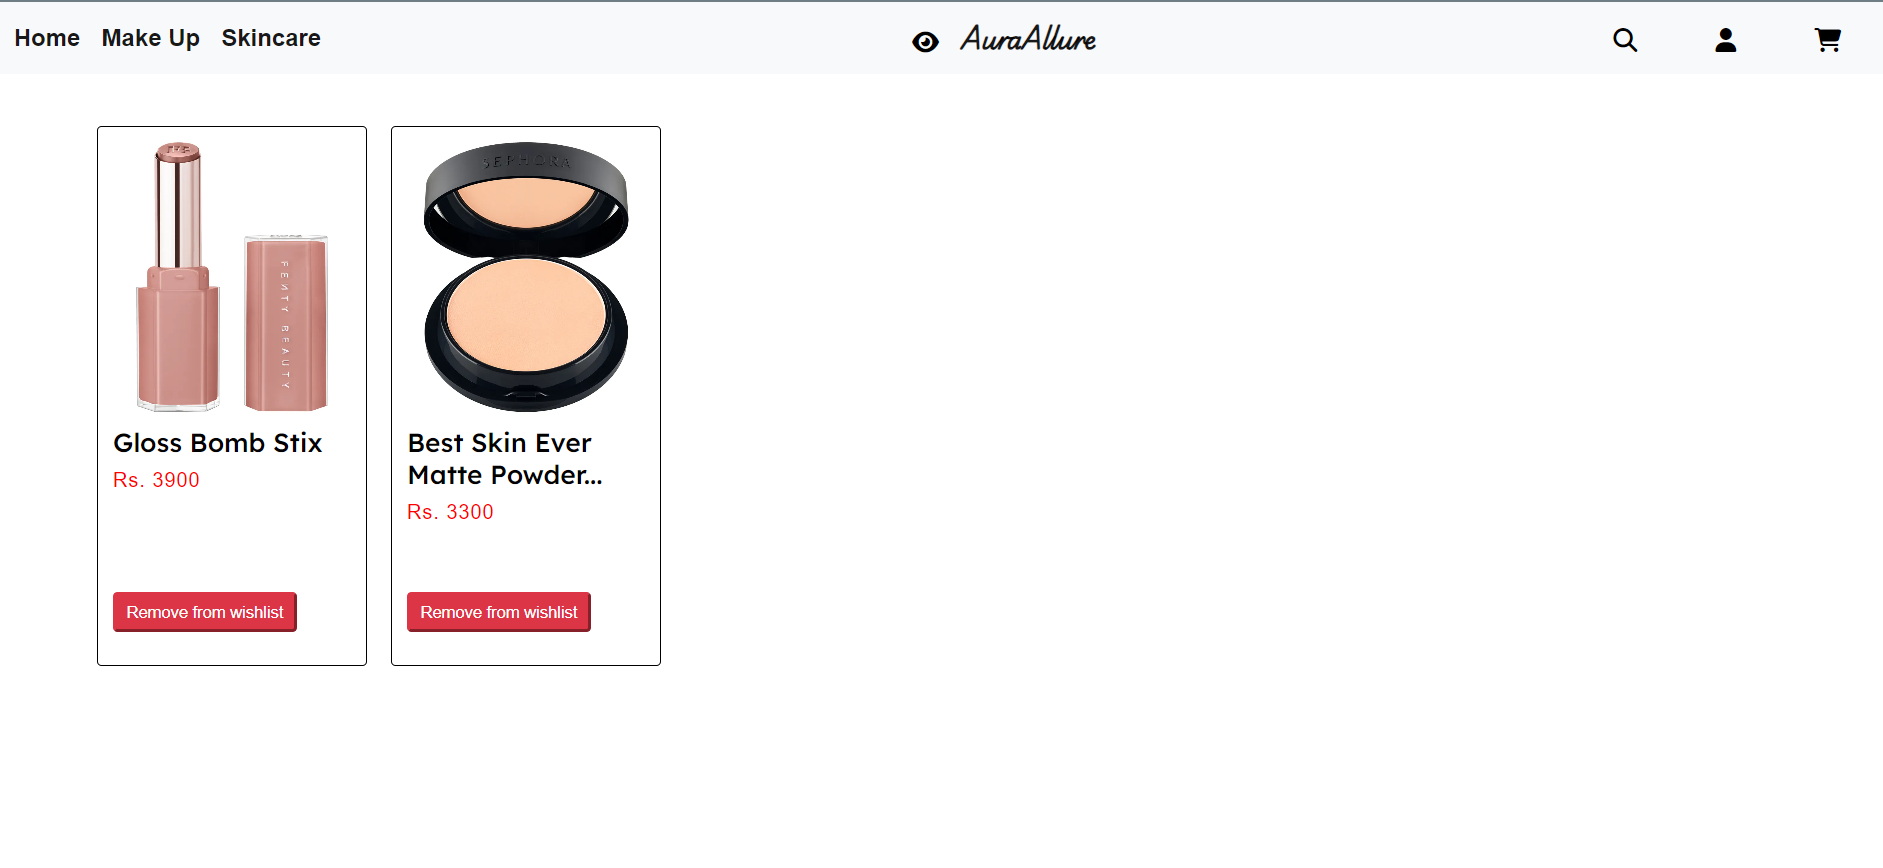 Home Make Up Skincare
AuraAllure
SEPHORA
FENTY BEAUTY
Gloss Bomb Stix
Rs. 3900
Remove from wishlist
Best Skin Ever
Matte Powder...
Rs. 3300
Remove from wishlist